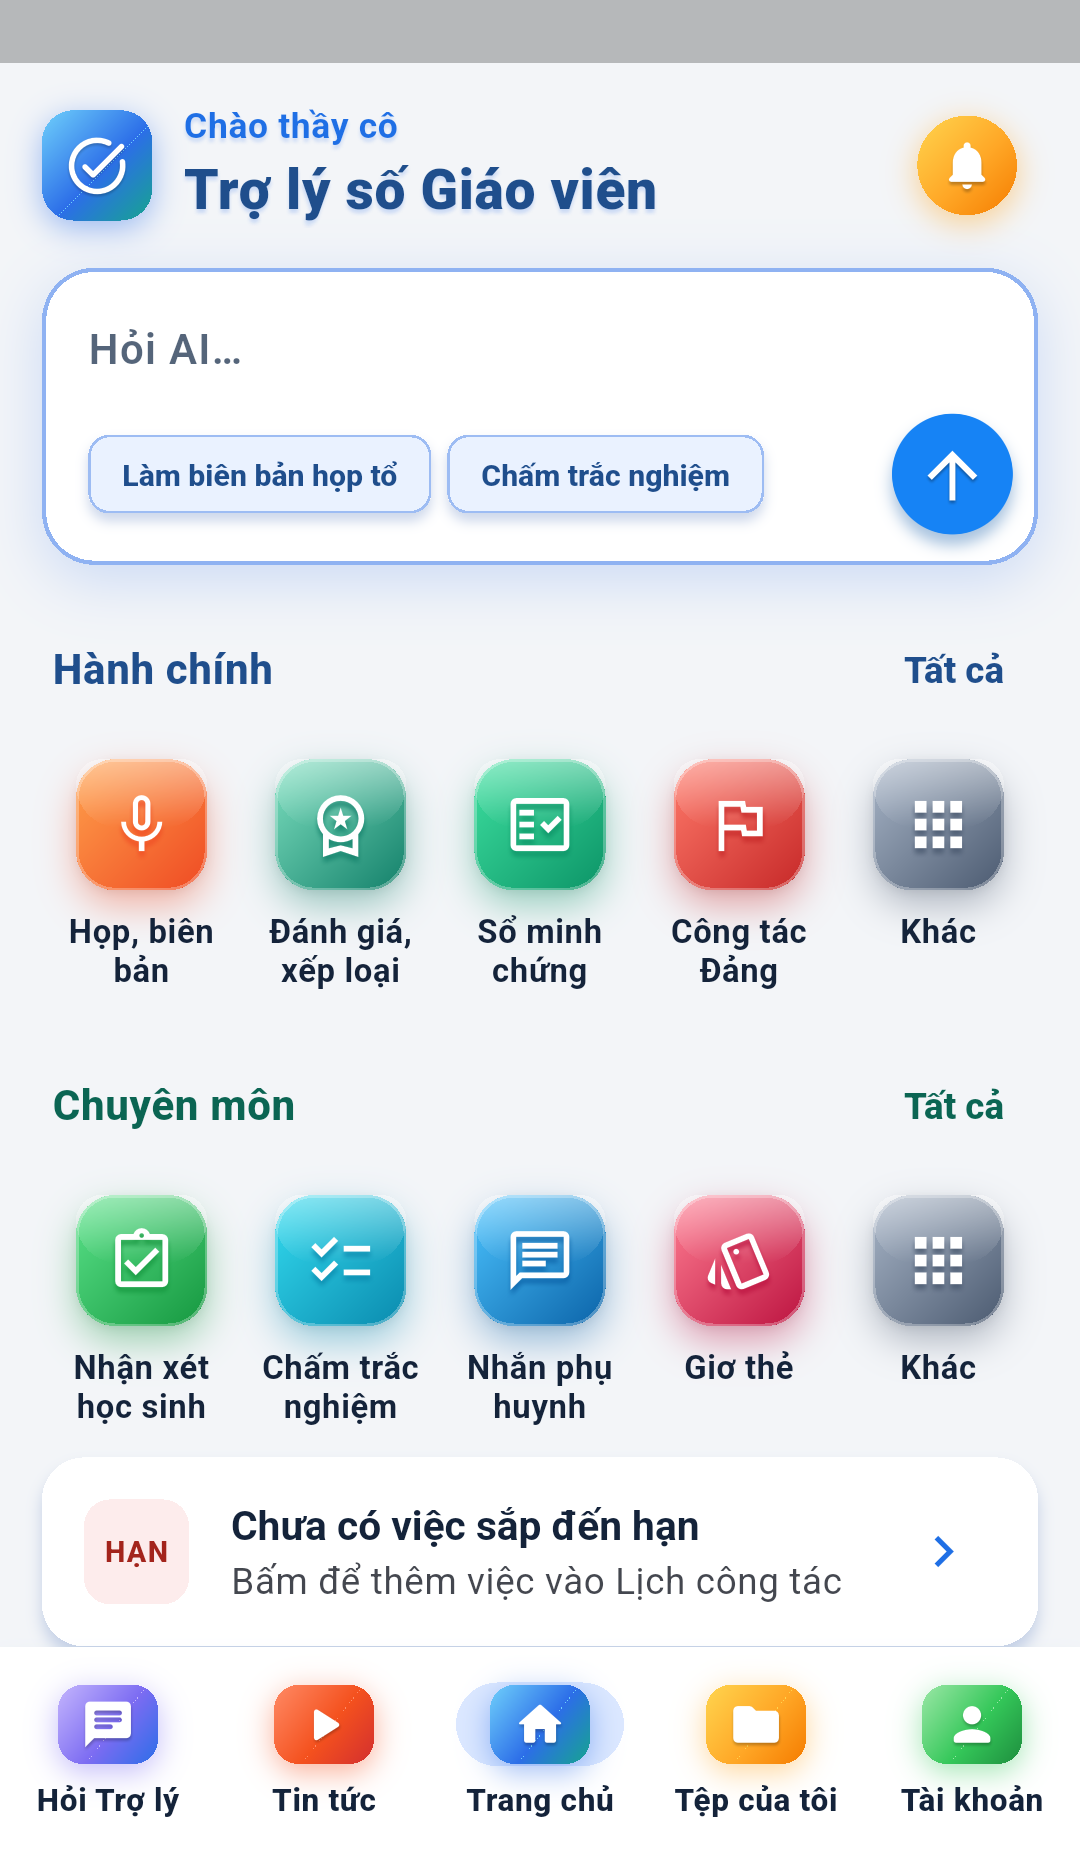 Chào thầy cô
Trợ lý số Giáo viên
Hỏi AI...
Làm biên bản họp tổ
Chấm trắc nghiệm
Hành chính
Tất cả
Họp, biên
bản
Đánh giá,
xếp loại
Sổ minh
chứng
Công tác
Đảng
Khác
Chuyên môn
Tất cả
Nhận xét
học sinh
Chấm trắc
nghiệm
Nhắn phụ
huynh
Giơ thẻ
Khác
HẠN
Chưa có việc sắp đến hạn
Bấm để thêm việc vào Lịch công tác
Hỏi Trợ lý
Tin tức
Trang chủ
Tệp của tôi
Tài khoản